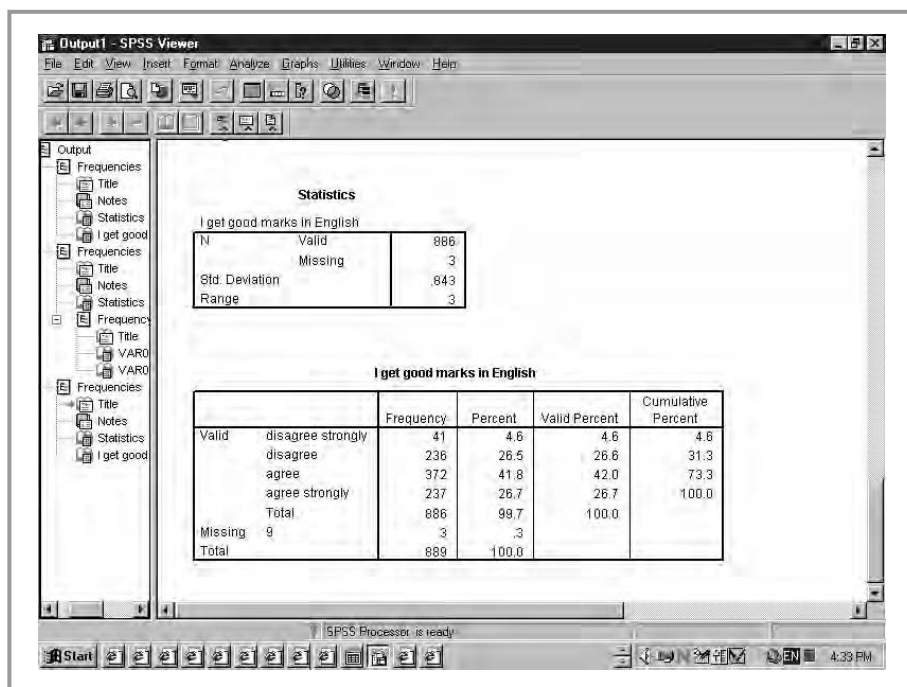 Output1 - SPSS Viewer
File Edit View Insert Format Analyze Graphs Utilities Window Help
Output
Frequencies
Title
Notes
Statistics
I get good
Frequencies
Title
Notes
Statistics
Frequency
Title
VAR0
VAR0
Frequencies
Title
Notes
Statistics
I get good
Statistics
I get good marks in English
N Valid 886
Missing 3
Std. Deviation .843
Range 3
I get good marks in English
Frequency Percent Valid Percent Cumulative Percent
Valid disagree strongly 41 4.6 4.6 4.6
disagree 236 26.5 26.6 31.3
agree 372 41.8 42.0 73.3
agree strongly 237 26.7 26.7 100.0
Total 886 99.7 100.0
Missing 9 3 .3
Total 889 100.0
SPSS Processor is ready
Start EN 4:33 PM